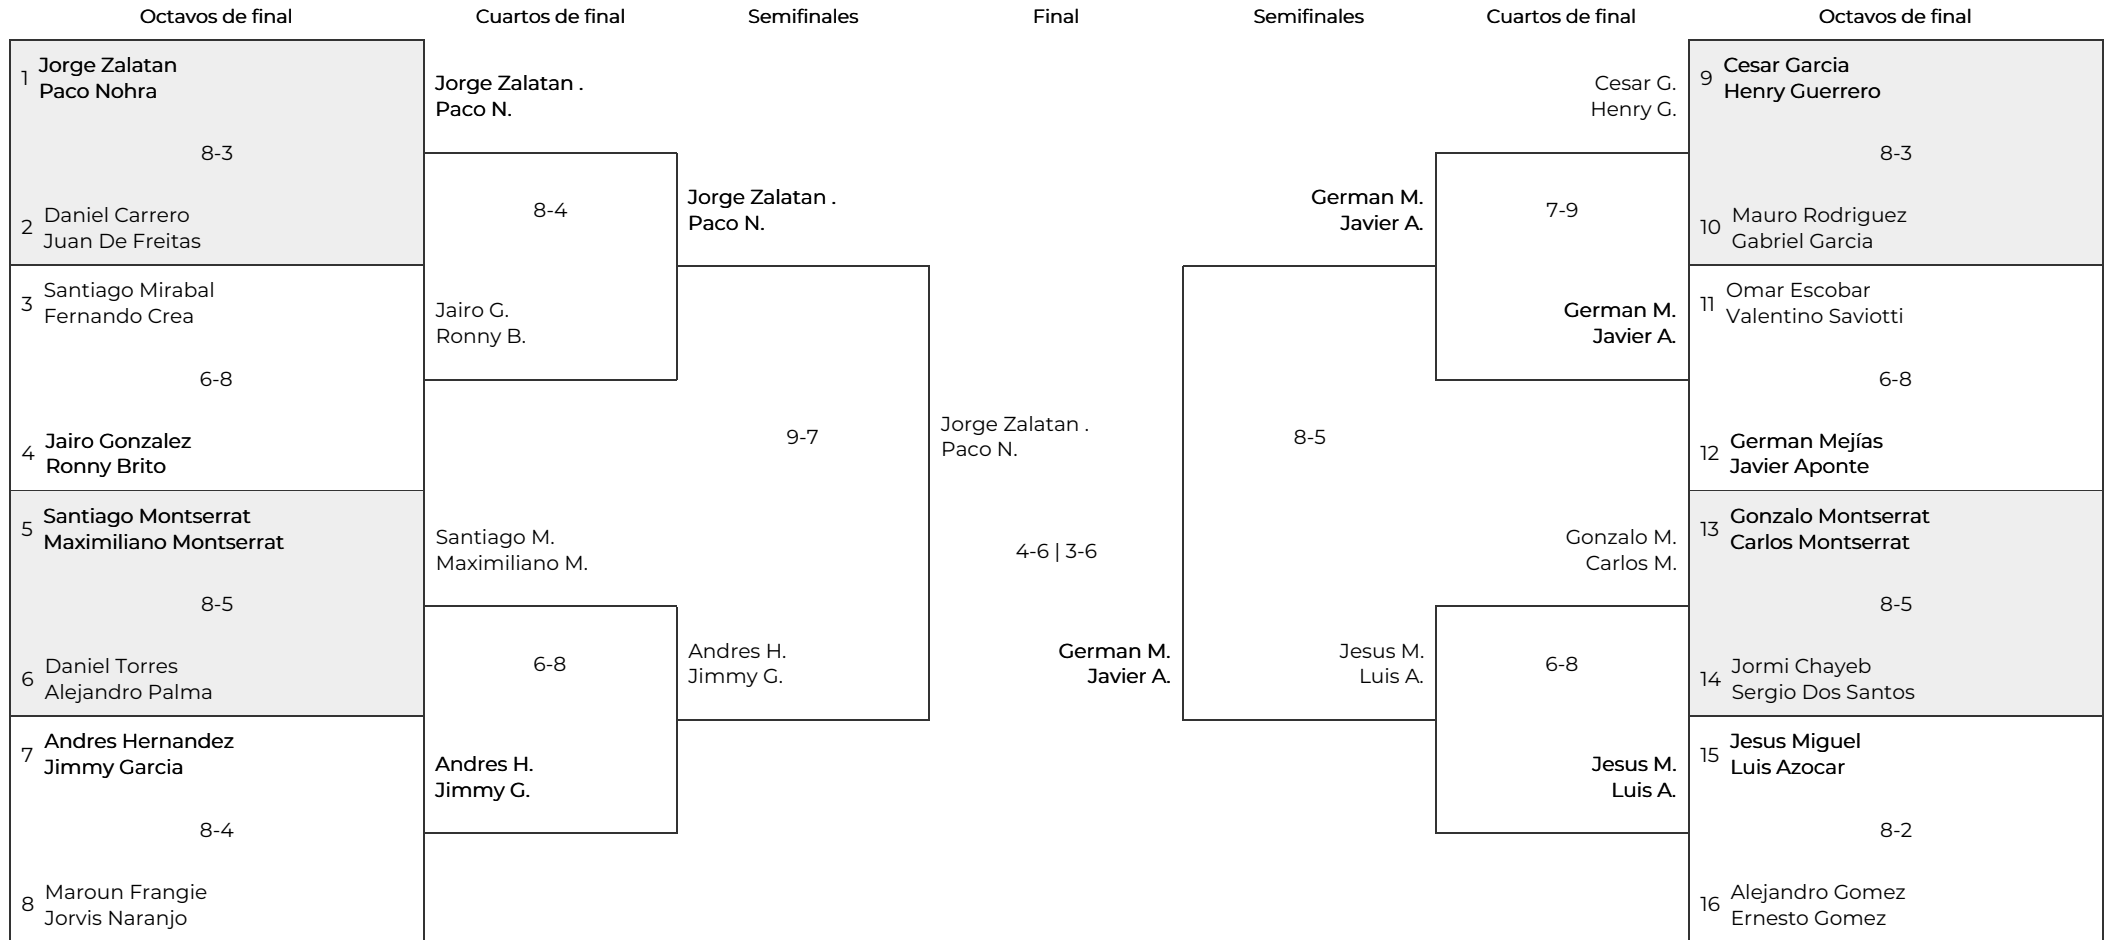 Octavos de final
Cuartos de final
Semifinales
Final
Semifinales
Cuartos de final
Octavos de final
1
Jorge Zalatan
Paco Nohra
8-3
2
Daniel Carrero
Juan De Freitas
3
Santiago Mirabal
Fernando Crea
6-8
4
Jairo Gonzalez
Ronny Brito
5
Santiago Montserrat
Maximiliano Montserrat
8-5
6
Daniel Torres
Alejandro Palma
7
Andres Hernandez
Jimmy Garcia
8-4
8
Maroun Frangie
Jorvis Naranjo
Jorge Zalatan .
Paco N.
8-4
Jairo G.
Ronny B.
Santiago M.
Maximiliano M.
6-8
Andres H.
Jimmy G.
Jorge Zalatan .
Paco N.
9-7
Andres H.
Jimmy G.
Jorge Zalatan .
Paco N.
4-6 | 3-6
German M.
Javier A.
German M.
Javier A.
8-5
Jesus M.
Luis A.
Cesar G.
Henry G.
7-9
German M.
Javier A.
Gonzalo M.
Carlos M.
6-8
Jesus M.
Luis A.
9
Cesar Garcia
Henry Guerrero
8-3
10
Mauro Rodriguez
Gabriel Garcia
11
Omar Escobar
Valentino Saviotti
6-8
12
German Mejías
Javier Aponte
13
Gonzalo Montserrat
Carlos Montserrat
8-5
14
Jormi Chayeb
Sergio Dos Santos
15
Jesus Miguel
Luis Azocar
8-2
16
Alejandro Gomez
Ernesto Gomez